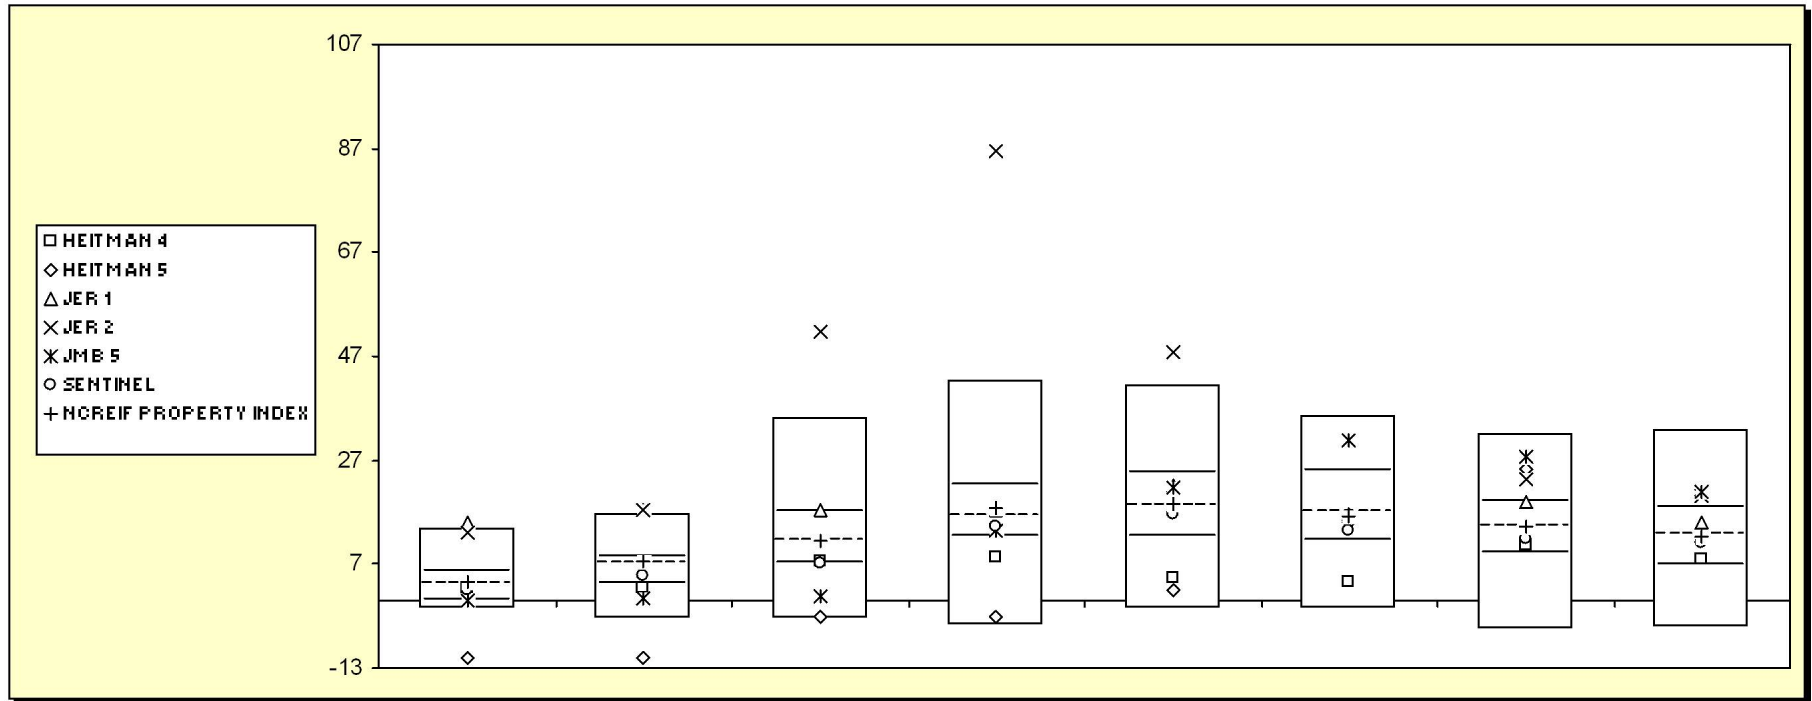 107
87
67
47
27
7
-13
HEITMAN 4
HEITMAN 5
JER 1
JER 2
JMB 5
SENTINEL
NCREIF PROPERTY INDEX